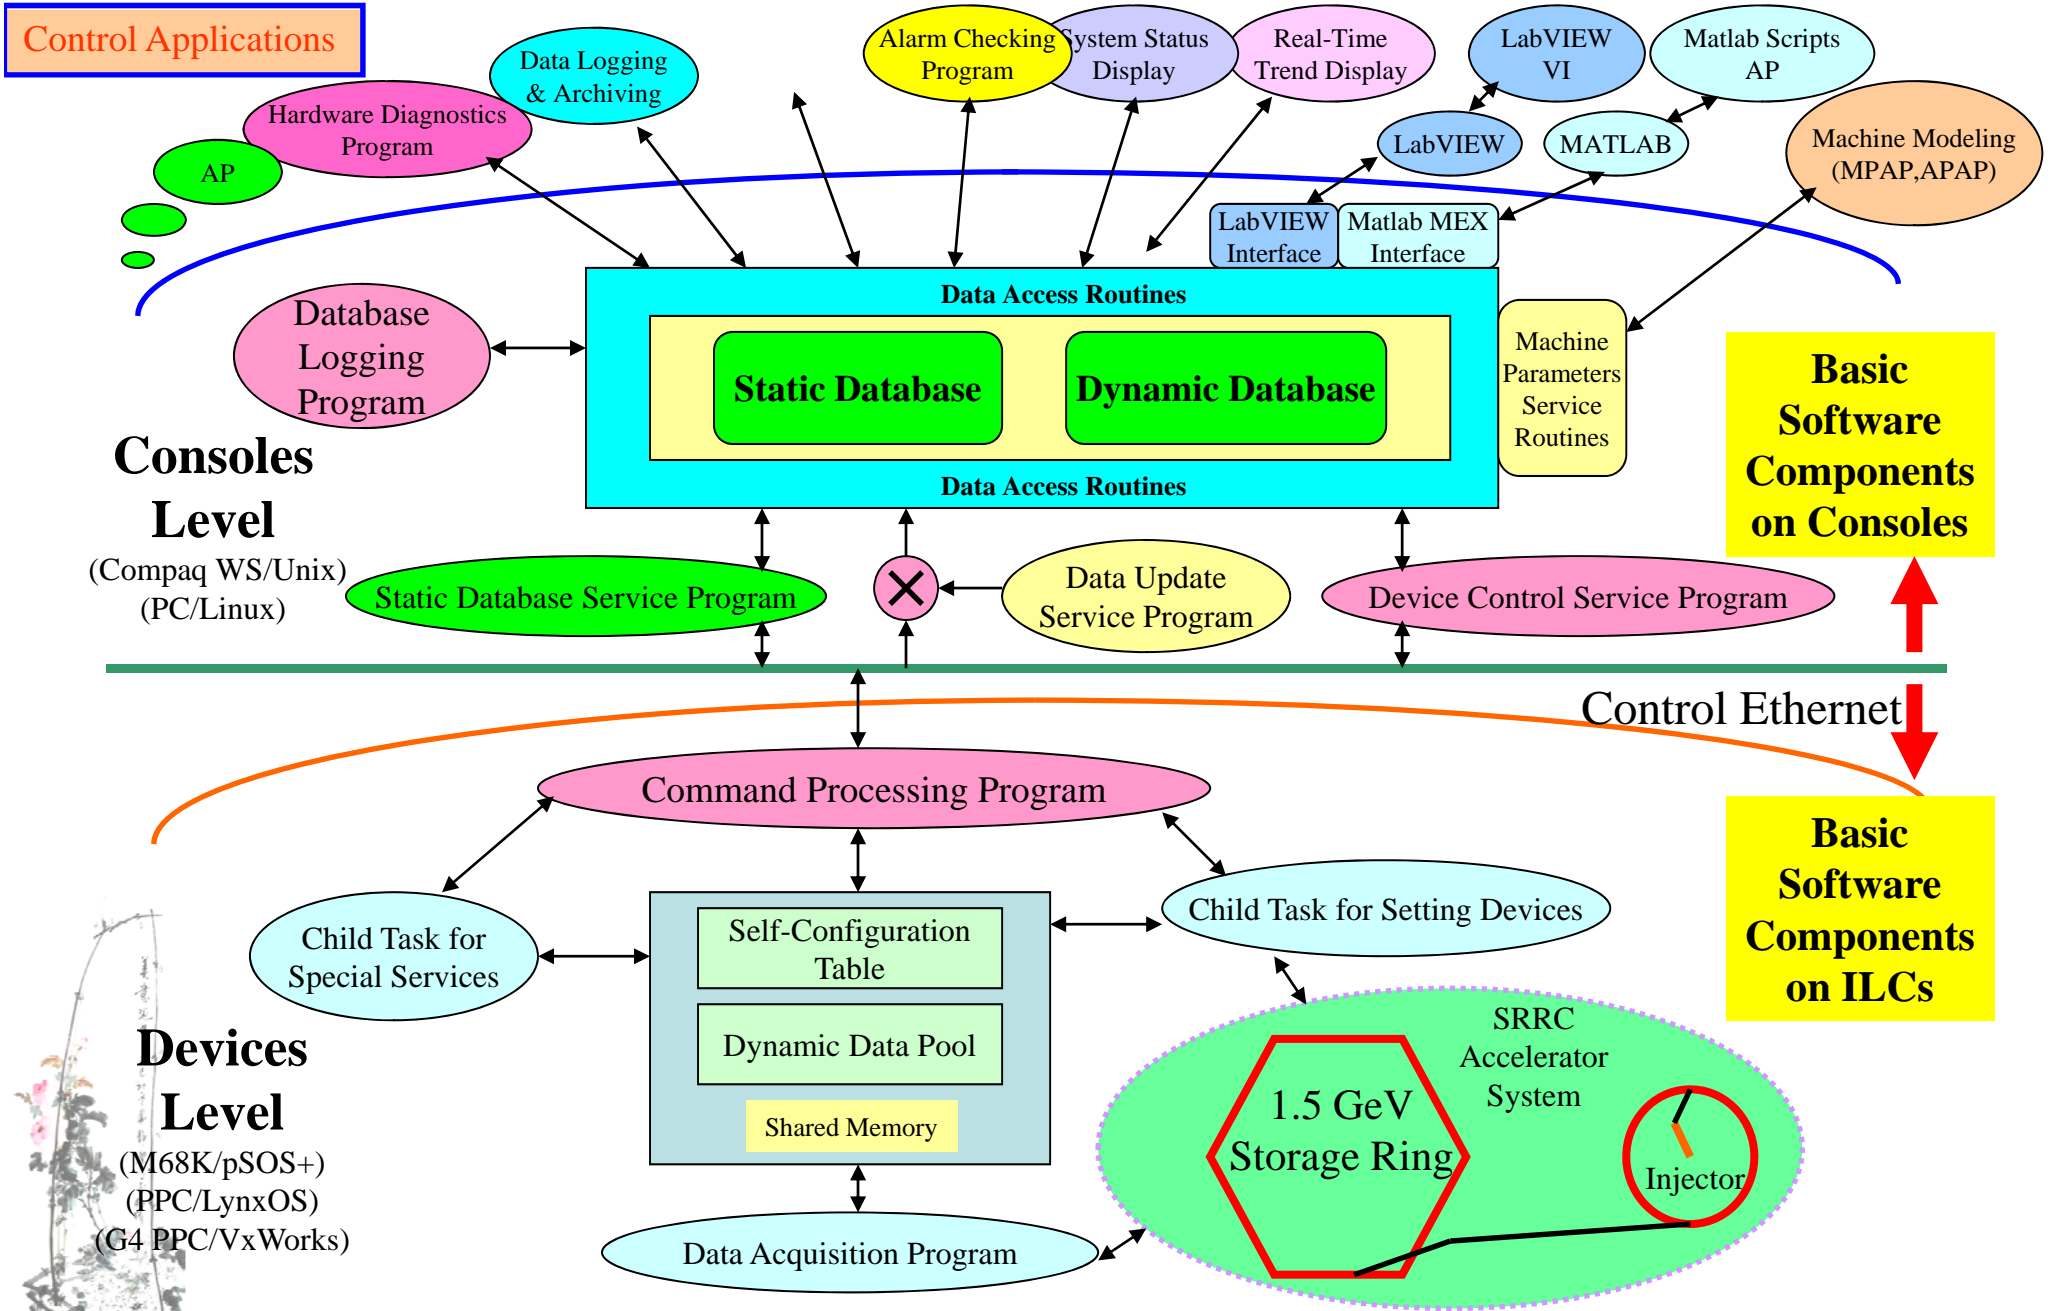 Control Applications
Data Logging
& Archiving
Hardware Diagnostics
Program
AP
Alarm Checking
Program
System Status
Display
Real-Time
Trend Display
LabVIEW
VI
Matlab Scripts
AP
LabVIEW
MATLAB
Machine Modeling
(MPAP,APAP)
LabVIEW
Interface
Matlab MEX
Interface
Data Access Routines
Database
Logging
Program
Static Database
Dynamic Database
Machine
Parameters
Service
Routines
Data Access Routines
Basic
Software
Components
on Consoles
Consoles
Level
(Compaq WS/Unix)
(PC/Linux)
Static Database Service Program
Data Update
Service Program
Device Control Service Program
Control Ethernet
Command Processing Program
Basic
Software
Components
on ILCs
Child Task for
Special Services
Self-Configuration
Table
Dynamic Data Pool
Shared Memory
Child Task for Setting Devices
SRRC
Accelerator
System
1.5 GeV
Storage Ring
Injector
Devices
Level
(M68K/pSOS+)
(PPC/LynxOS)
(G4 PPC/VxWorks)
Data Acquisition Program